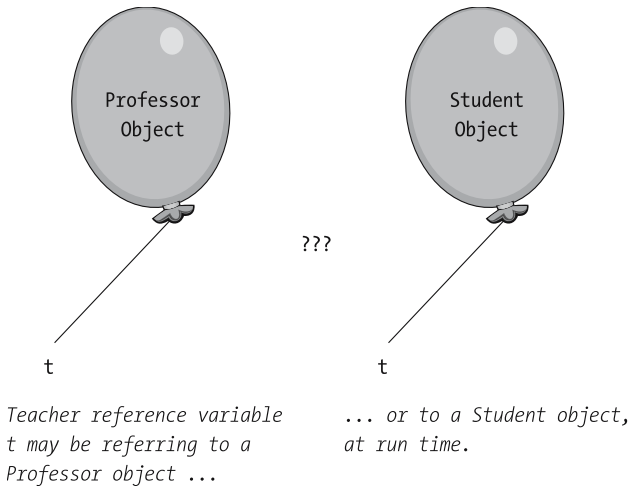 Professor
Object
Student
Object
???
t
t
Teacher reference variable
t may be referring to a
Professor object ...
... or to a Student object,
at run time.